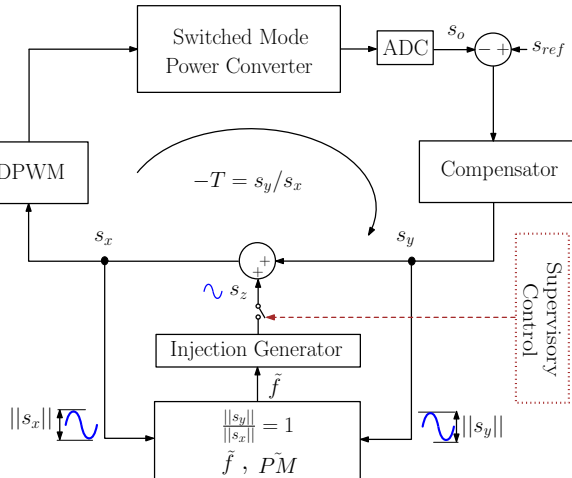 Switched Mode
Power Converter
ADC
s_o
− +
s_ref
DPWM
Compensator
−T = s_y/s_x
s_x
s_y
+
+
s_z
Supervisory
Control
Injection Generator
f̃
||s_x||
||s_y||
||s_y||/||s_x|| = 1
f̃ , PM̃